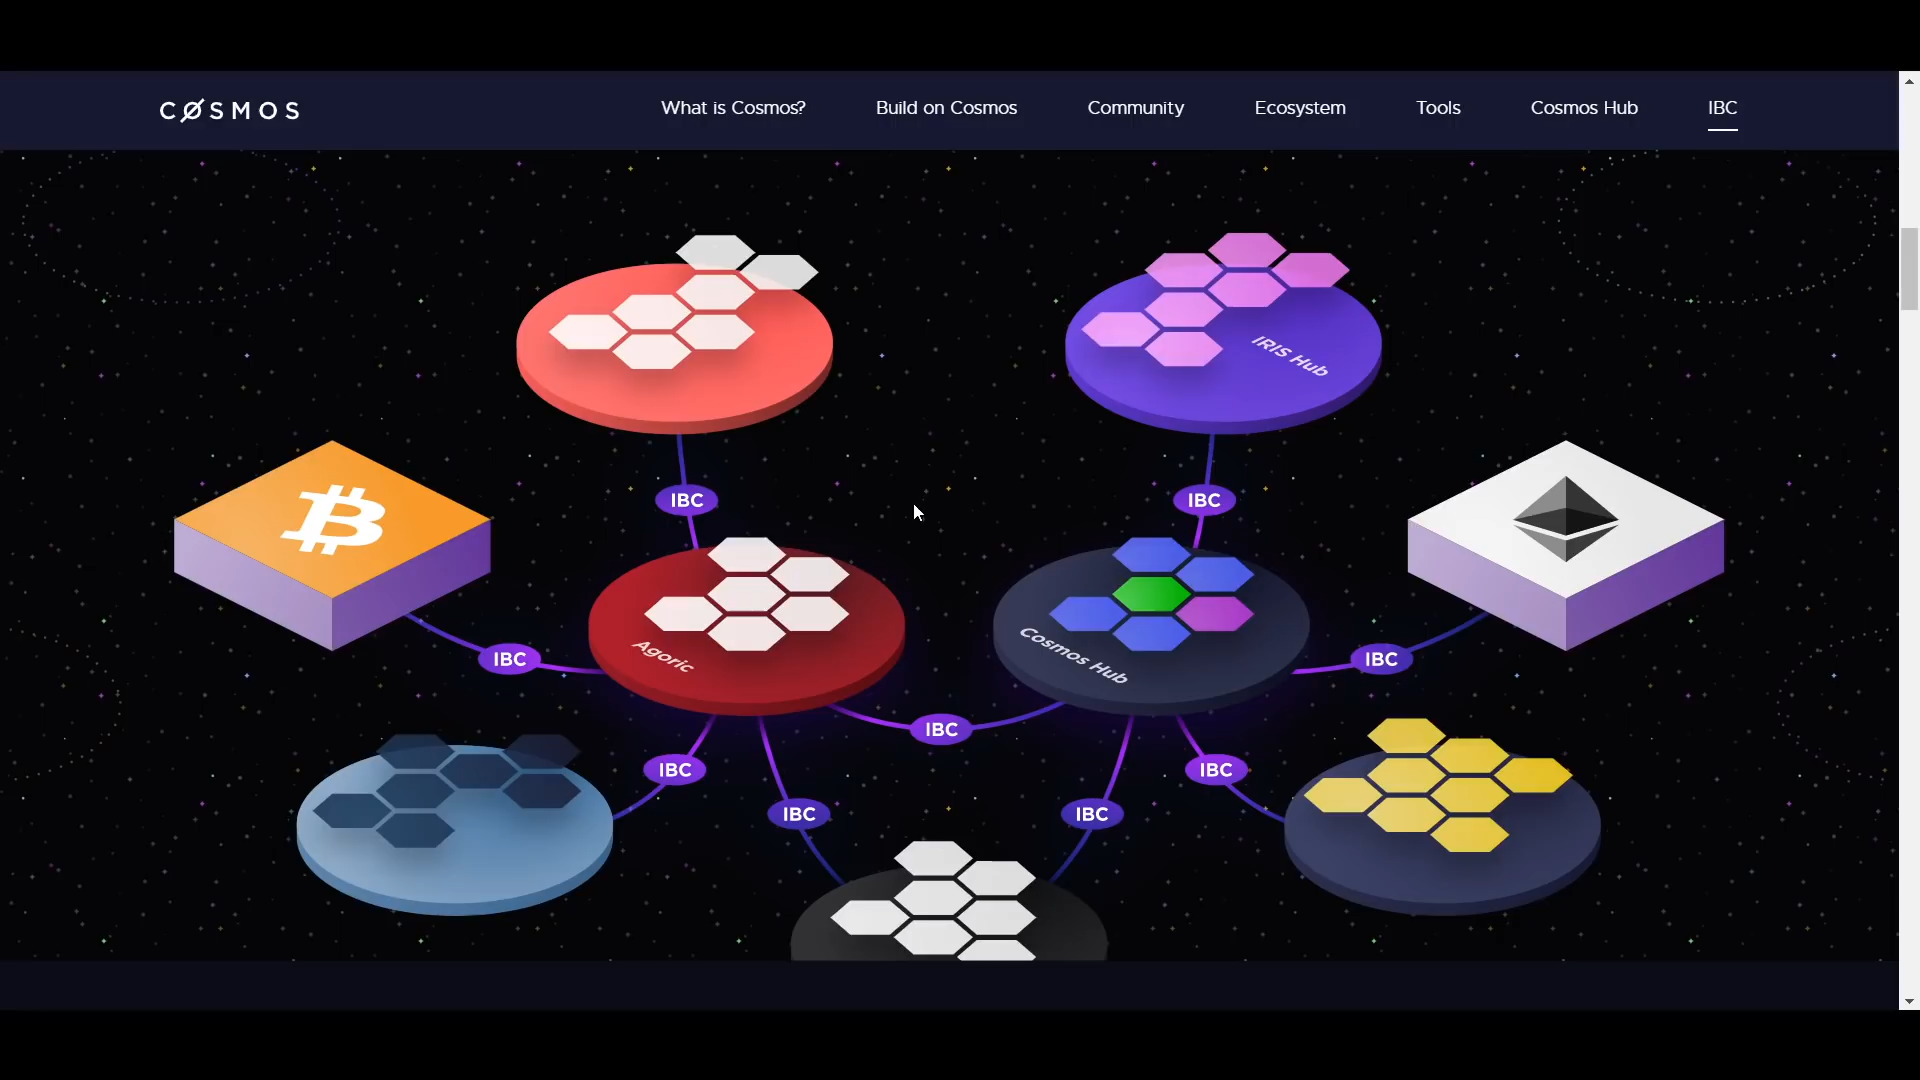 CØSMOS
What is Cosmos?
Build on Cosmos
Community
Ecosystem
Tools
Cosmos Hub
IBC
IRIS Hub
IBC
IBC
Agoric
Cosmos Hub
IBC
IBC
IBC
IBC
IBC
IBC
IBC